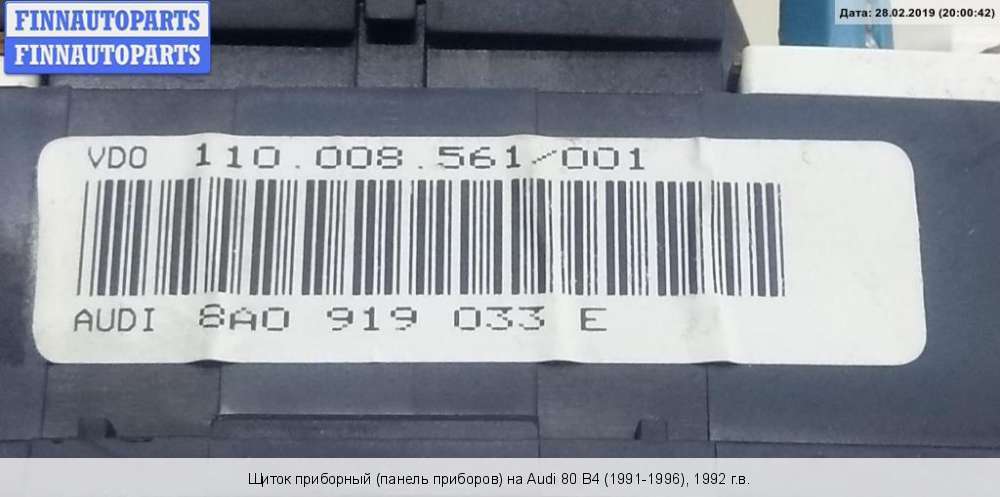 FINNAUTOPARTS
FINNAUTOPARTS
Дата: 28.02.2019 (20:00:42)
VDO 110.008.561/001
AUDI 8A0 919 033 E
Щиток приборный (панель приборов) на Audi 80 B4 (1991-1996), 1992 г.в.